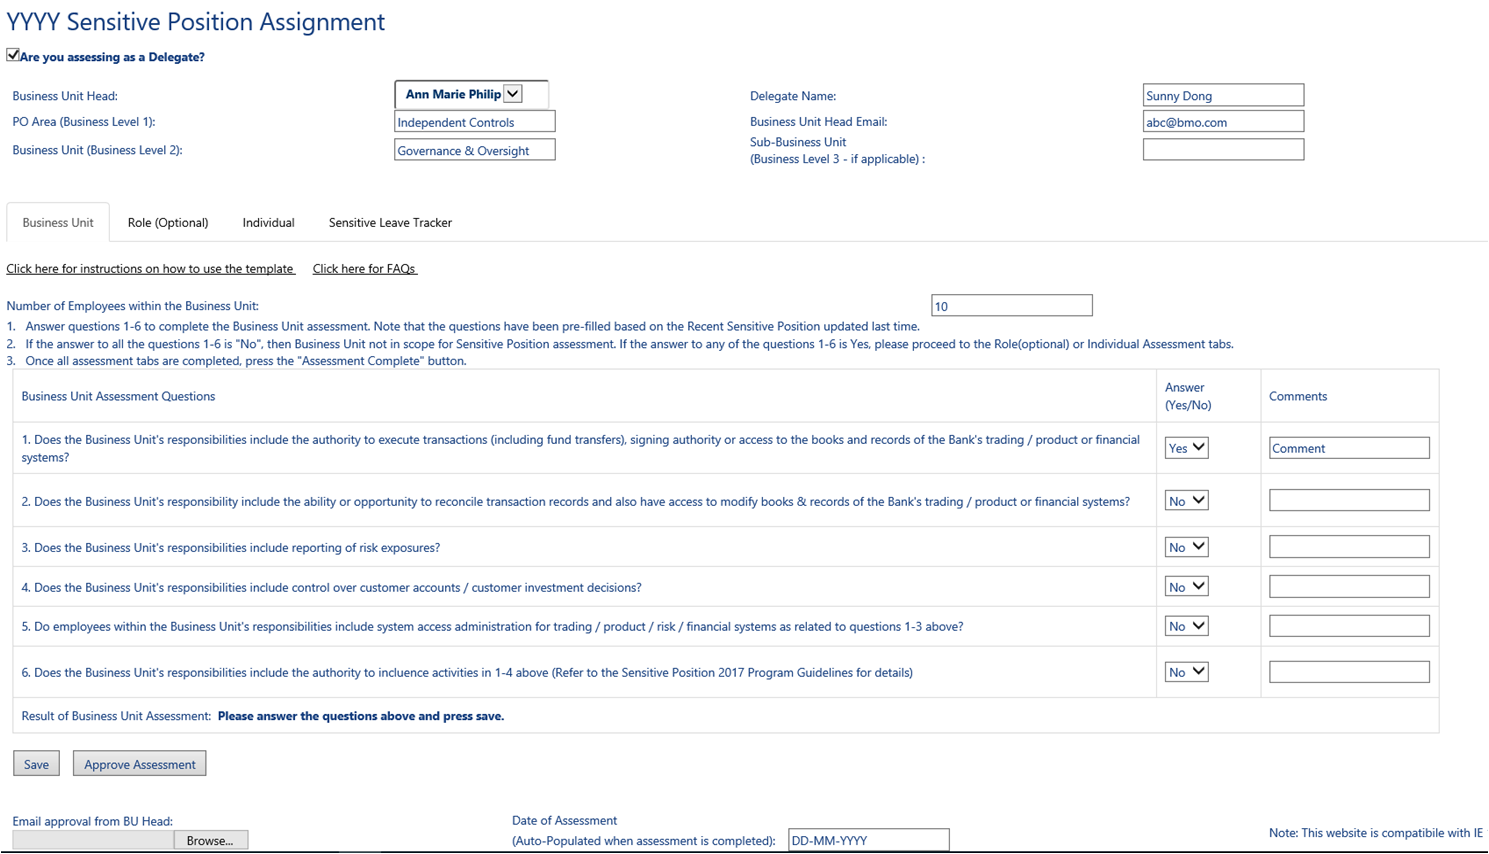 YYYY Sensitive Position Assignment
Are you assessing as a Delegate?
Business Unit Head: Ann Marie Philip Delegate Name: Sunny Dong
PO Area (Business Level 1): Independent Controls Business Unit Head Email: abc@bmo.com
Business Unit (Business Level 2): Governance & Oversight Sub-Business Unit
(Business Level 3 - if applicable) :
Business Unit Role (Optional) Individual Sensitive Leave Tracker
Click here for instructions on how to use the template Click here for FAQs
Number of Employees within the Business Unit: 10
1. Answer questions 1-6 to complete the Business Unit assessment. Note that the questions have been pre-filled based on the Recent Sensitive Position updated last time.
2. If the answer to all the questions 1-6 is "No", then Business Unit not in scope for Sensitive Position assessment. If the answer to any of the questions 1-6 is Yes, please proceed to the Role(optional) or Individual Assessment tabs.
3. Once all assessment tabs are completed, press the "Assessment Complete" button.
Business Unit Assessment Questions Answer (Yes/No) Comments
1. Does the Business Unit's responsibilities include the authority to execute transactions (including fund transfers), signing authority or access to the books and records of the Bank's trading / product or financial
systems? Yes Comment
2. Does the Business Unit's responsibility include the ability or opportunity to reconcile transaction records and also have access to modify books & records of the Bank's trading / product or financial systems? No
3. Does the Business Unit's responsibilities include reporting of risk exposures? No
4. Does the Business Unit's responsibilities include control over customer accounts / customer investment decisions? No
5. Do employees within the Business Unit's responsibilities include system access administration for trading / product / risk / financial systems as related to questions 1-3 above? No
6. Does the Business Unit's responsibilities include the authority to incluence activities in 1-4 above (Refer to the Sensitive Position 2017 Program Guidelines for details) No
Result of Business Unit Assessment: Please answer the questions above and press save.
Save Approve Assessment
Email approval from BU Head: Date of Assessment
Browse... (Auto-Populated when assessment is completed): DD-MM-YYYY Note: This website is compatibile with IE